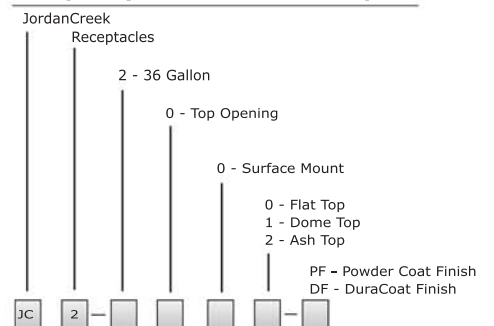 JordanCreek
Receptacles
2 - 36 Gallon
0 - Top Opening
0 - Surface Mount
0 - Flat Top
1 - Dome Top
2 - Ash Top
PF - Powder Coat Finish
DF - DuraCoat Finish
JC 2 - -